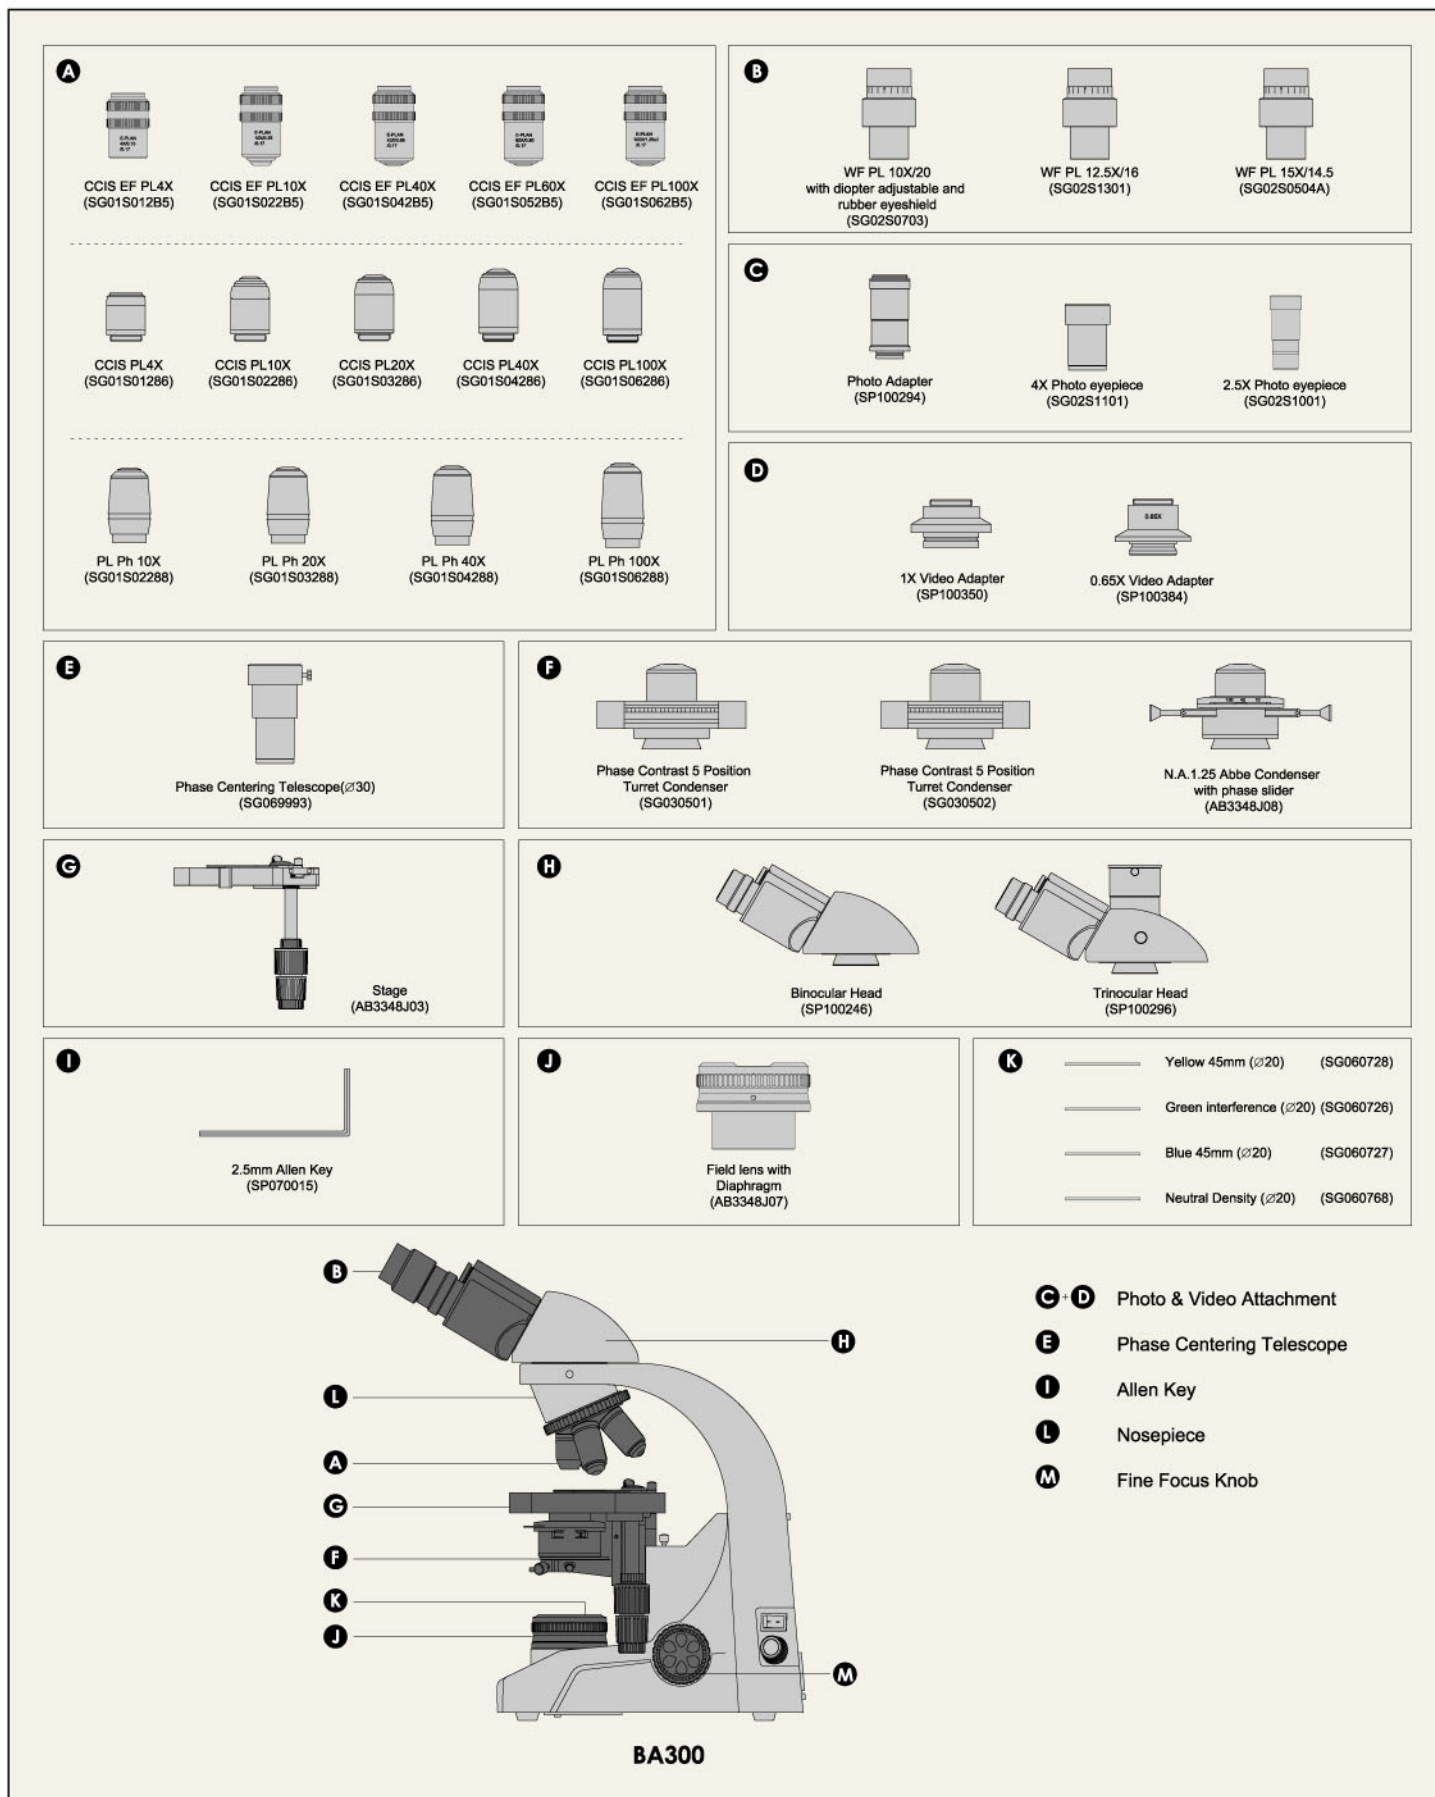 A
CCIS EF PL4X
(SG01S012B5)
CCIS EF PL10X
(SG01S022B5)
CCIS EF PL40X
(SG01S042B5)
CCIS EF PL60X
(SG01S052B5)
CCIS EF PL100X
(SG01S062B5)
CCIS PL4X
(SG01S01286)
CCIS PL10X
(SG01S02286)
CCIS PL20X
(SG01S03286)
CCIS PL40X
(SG01S04286)
CCIS PL100X
(SG01S06286)
PL Ph 10X
(SG01S02288)
PL Ph 20X
(SG01S03288)
PL Ph 40X
(SG01S04288)
PL Ph 100X
(SG01S06288)
B
WF PL 10X/20
with diopter adjustable and
rubber eyeshield
(SG02S0703)
WF PL 12.5X/16
(SG02S1301)
WF PL 15X/14.5
(SG02S0504A)
C
Photo Adapter
(SP100294)
4X Photo eyepiece
(SG02S1101)
2.5X Photo eyepiece
(SG02S1001)
D
0.65X
1X Video Adapter
(SP100350)
0.65X Video Adapter
(SP100384)
E
Phase Centering Telescope(∅30)
(SG069993)
F
Phase Contrast 5 Position
Turret Condenser
(SG030501)
Phase Contrast 5 Position
Turret Condenser
(SG030502)
N.A.1.25 Abbe Condenser
with phase slider
(AB3348J08)
G
Stage
(AB3348J03)
H
Binocular Head
(SP100246)
Trinocular Head
(SP100296)
I
2.5mm Allen Key
(SP070015)
J
Field lens with
Diaphragm
(AB3348J07)
K
Yellow 45mm (∅20) (SG060728)
Green interference (∅20) (SG060726)
Blue 45mm (∅20) (SG060727)
Neutral Density (∅20) (SG060768)
B
H
L
A
G
F
K
J
M
C + D Photo & Video Attachment
E Phase Centering Telescope
I Allen Key
L Nosepiece
M Fine Focus Knob
BA300